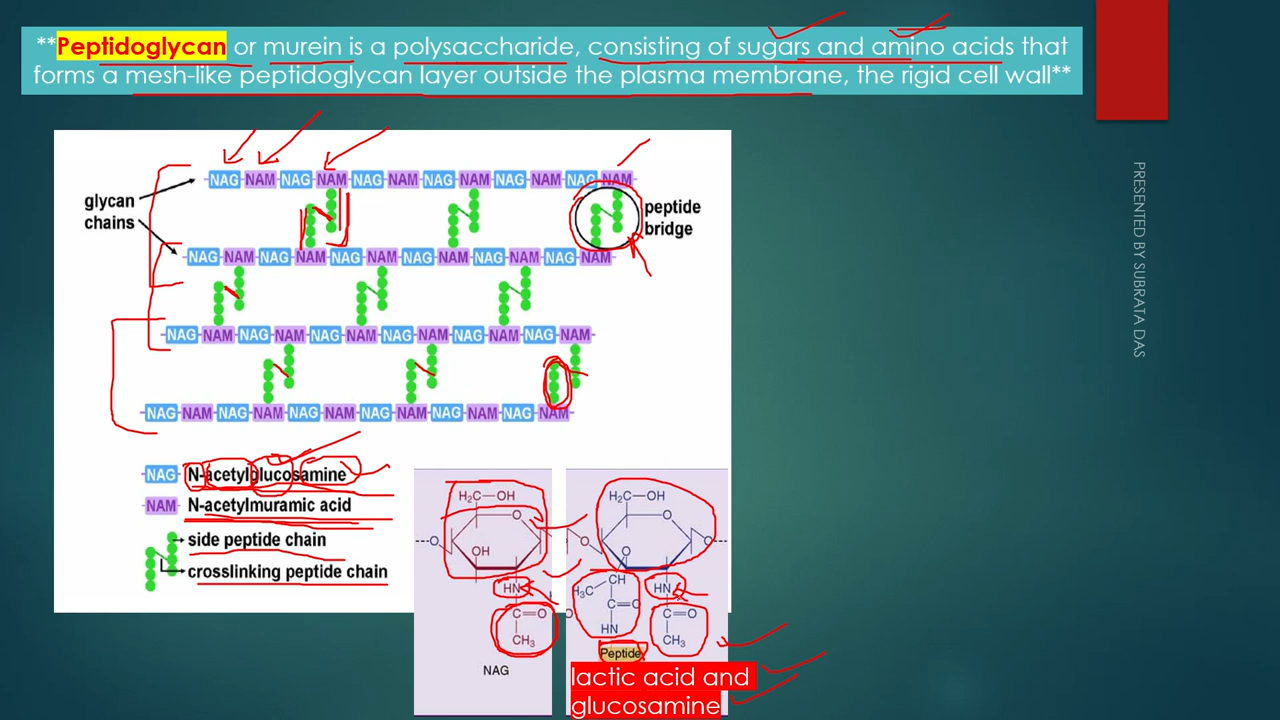 **Peptidoglycan or murein is a polysaccharide, consisting of sugars and amino acids that
forms a mesh-like peptidoglycan layer outside the plasma membrane, the rigid cell wall**
PRESENTED BY SUBRATA DAS
NAG NAM NAG NAM NAG NAM NAG NAM NAG NAM NAG NAM
glycan
chains
peptide
bridge
NAG NAM NAG NAM NAG NAM NAG NAM NAG NAM NAG NAM
NAG NAM NAG NAM NAG NAM NAG NAM NAG NAM NAG NAM
NAG NAM NAG NAM NAG NAM NAG NAM NAG NAM NAG NAM
NAG N-acetylglucosamine
NAM N-acetylmuramic acid
side peptide chain
crosslinking peptide chain
H₂C—OH
O
O
OH
HN
C=O
CH₃
NAG
H₂C—OH
O
O
O
O
H₃C
CH
C=O
HN
HN
C=O
CH₃
Peptide
lactic acid and
glucosamine